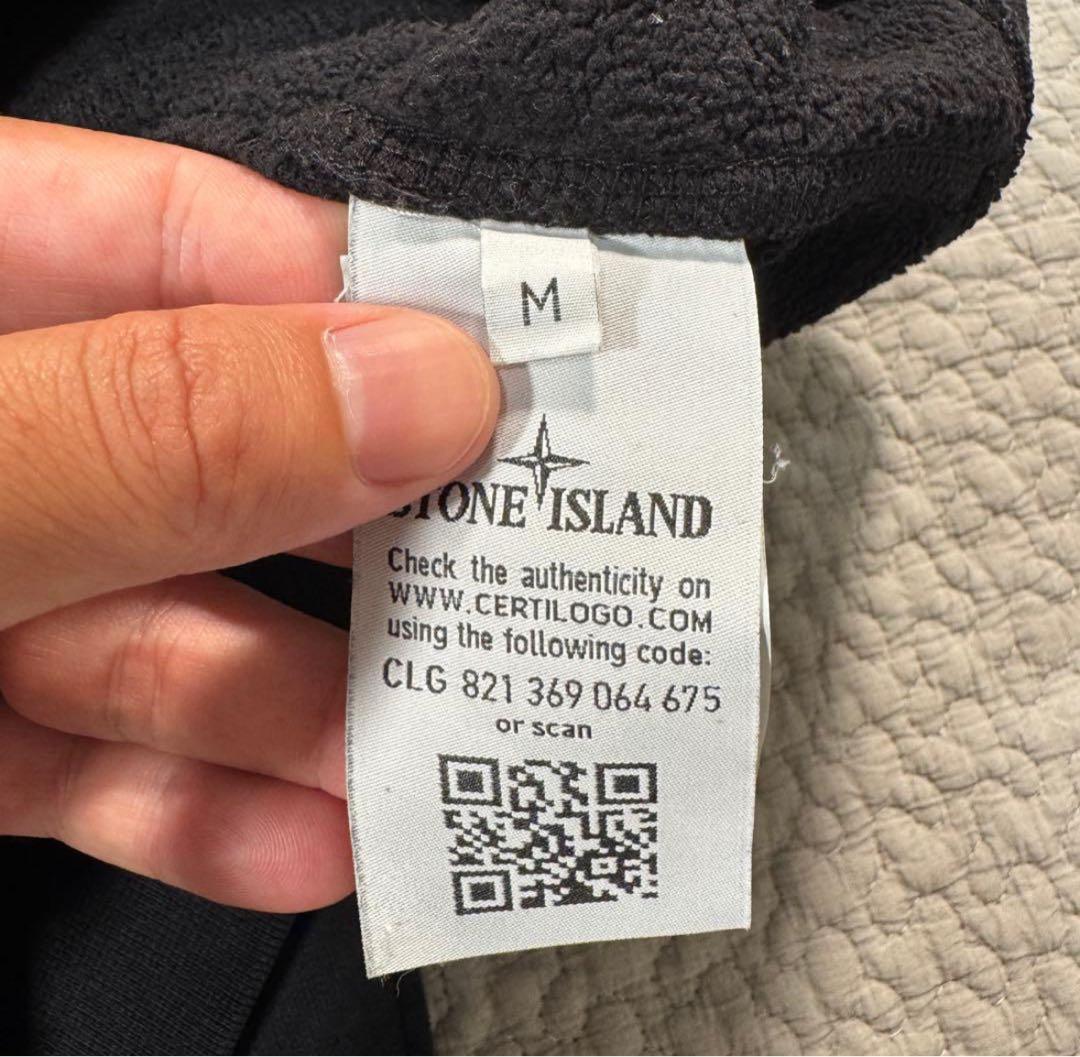 M
STONE ISLAND
Check the authenticity on
WWW.CERTILOGO.COM
using the following code:
CLG 821 369 064 675
or scan